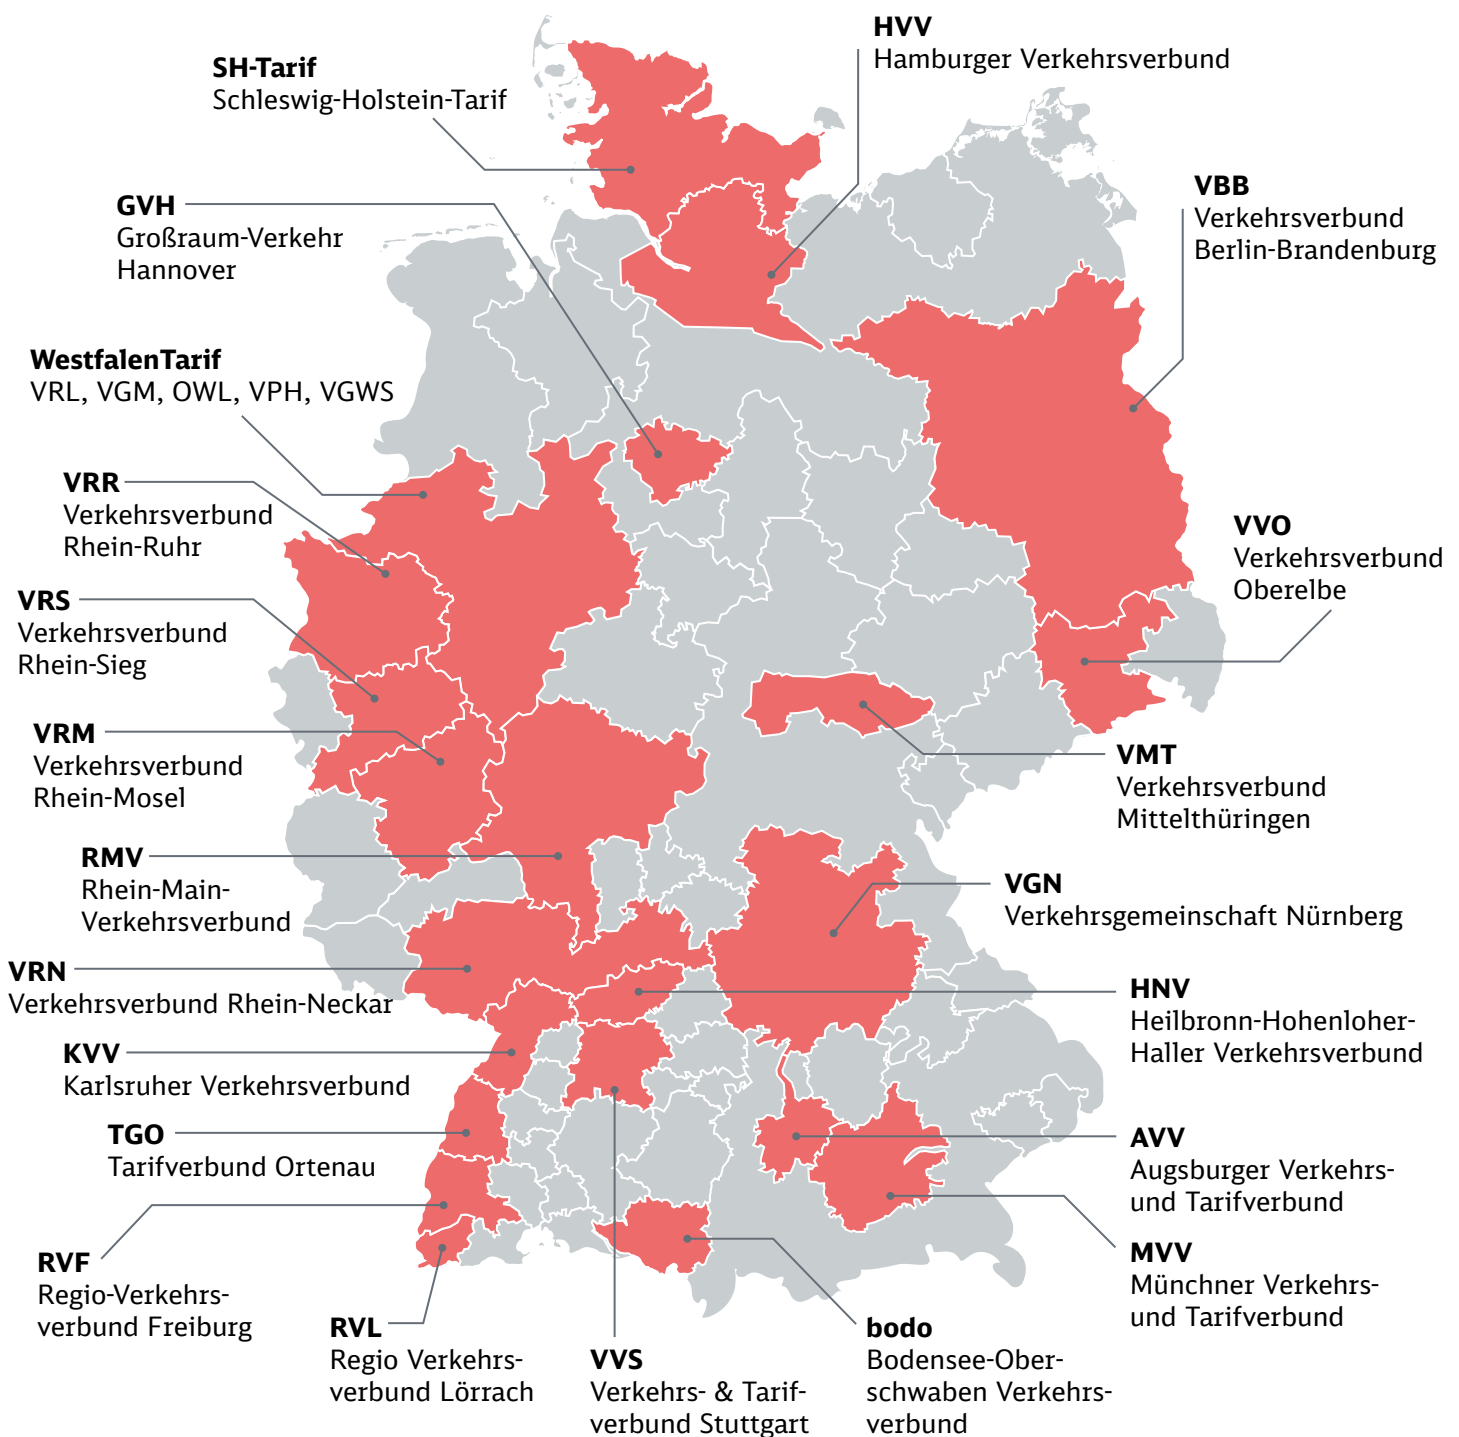 HVV
Hamburger Verkehrsverbund
SH-Tarif
Schleswig-Holstein-Tarif
VBB
Verkehrsverbund
Berlin-Brandenburg
GVH
Großraum-Verkehr
Hannover
WestfalenTarif
VRL, VGM, OWL, VPH, VGWS
VRR
Verkehrsverbund
Rhein-Ruhr
VVO
Verkehrsverbund
Oberelbe
VRS
Verkehrsverbund
Rhein-Sieg
VRM
Verkehrsverbund
Rhein-Mosel
VMT
Verkehrsverbund
Mittelthüringen
RMV
Rhein-Main-
Verkehrsverbund
VGN
Verkehrsgemeinschaft Nürnberg
VRN
Verkehrsverbund Rhein-Neckar
HNV
Heilbronn-Hohenloher-
Haller Verkehrsverbund
KVV
Karlsruher Verkehrsverbund
TGO
Tarifverbund Ortenau
AVV
Augsburger Verkehrs-
und Tarifverbund
RVF
Regio-Verkehrs-
verbund Freiburg
MVV
Münchner Verkehrs-
und Tarifverbund
RVL
Regio Verkehrs-
verbund Lörrach
VVS
Verkehrs- & Tarif-
verbund Stuttgart
bodo
Bodensee-Ober-
schwaben Verkehrs-
verbund